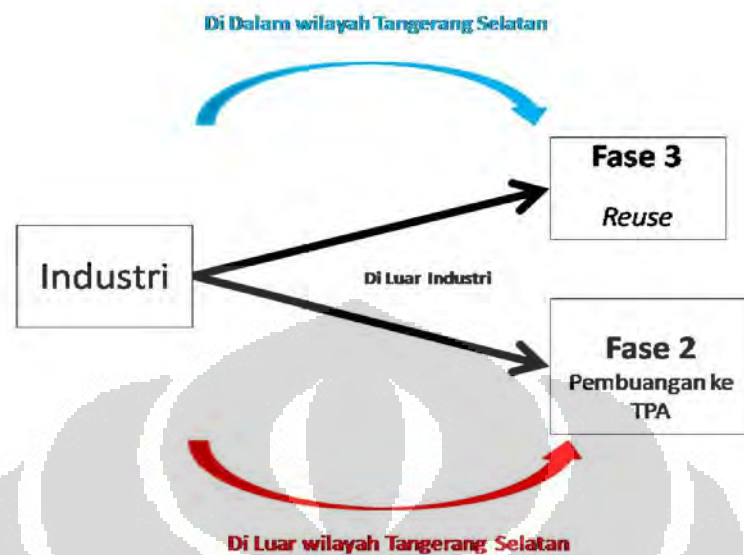 Di Dalam wilayah Tangerang Selatan
Fase 3
Reuse
Industri
Di Luar Industri
Fase 2
Pembuangan ke
TPA
Di Luar wilayah Tangerang Selatan